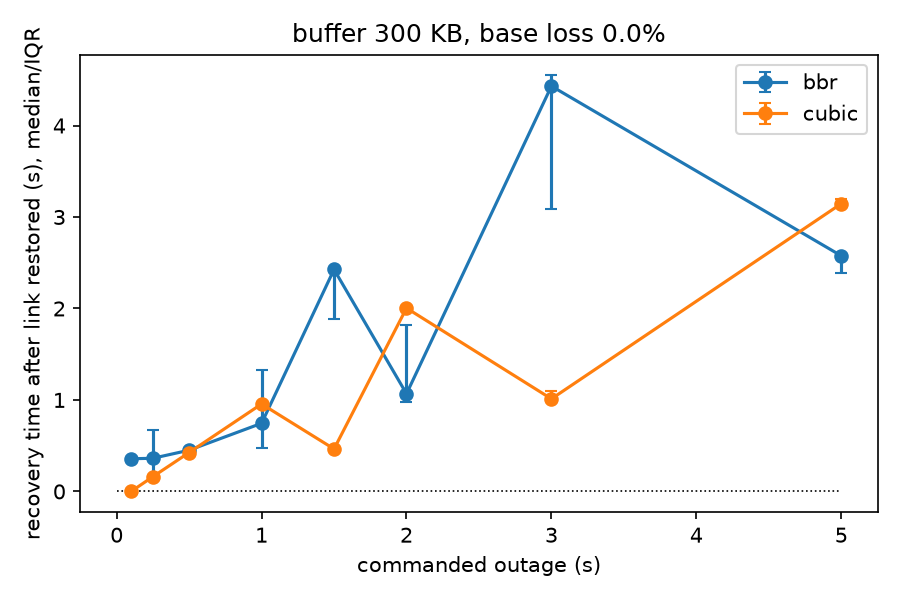 buffer 300 KB, base loss 0.0%
recovery time after link restored (s), median/IQR
4
3
2
1
0
bbr
cubic
0
1
2
3
4
5
commanded outage (s)